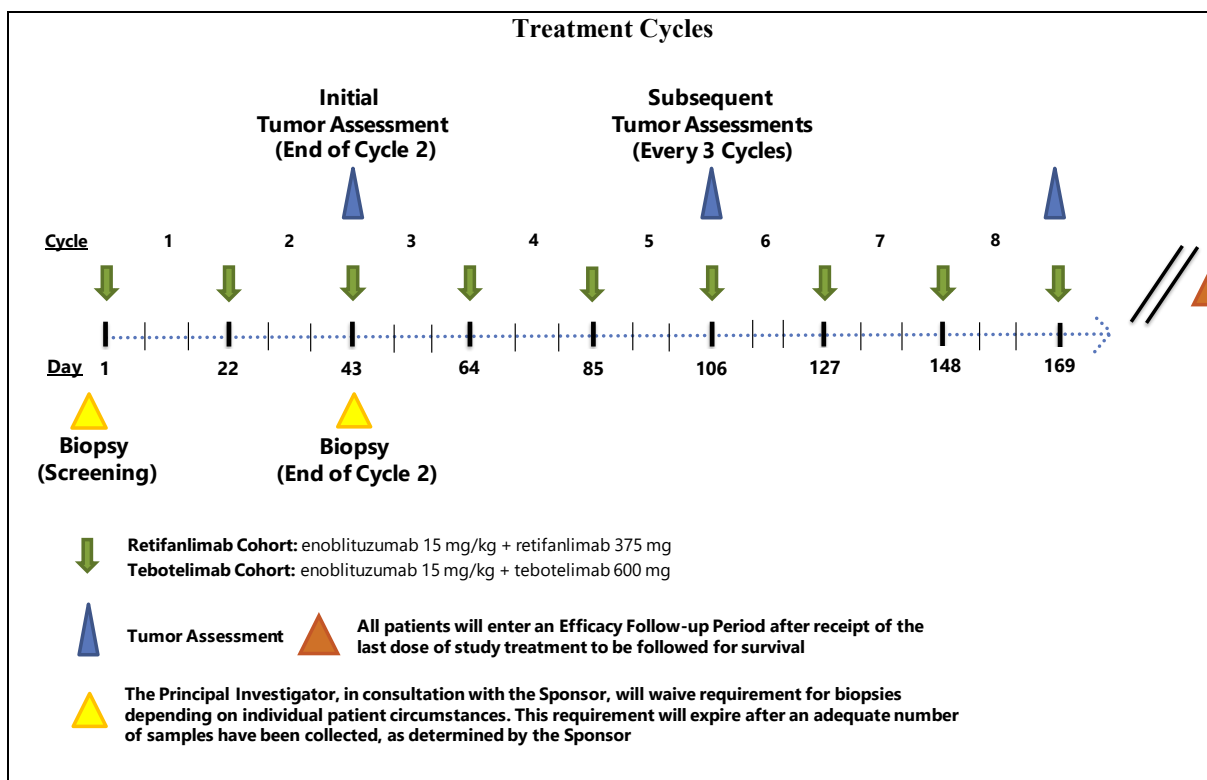 Treatment Cycles
Initial
Tumor Assessment
(End of Cycle 2)
Subsequent
Tumor Assessments
(Every 3 Cycles)
Cycle 1 2 3 4 5 6 7 8
Day 1 22 43 64 85 106 127 148 169
Biopsy
(Screening)
Biopsy
(End of Cycle 2)
Retifanlimab Cohort: enoblituzumab 15 mg/kg + retifanlimab 375 mg
Tebotelimab Cohort: enoblituzumab 15 mg/kg + tebotelimab 600 mg
Tumor Assessment
All patients will enter an Efficacy Follow-up Period after receipt of the
last dose of study treatment to be followed for survival
The Principal Investigator, in consultation with the Sponsor, will waive requirement for biopsies
depending on individual patient circumstances. This requirement will expire after an adequate number
of samples have been collected, as determined by the Sponsor